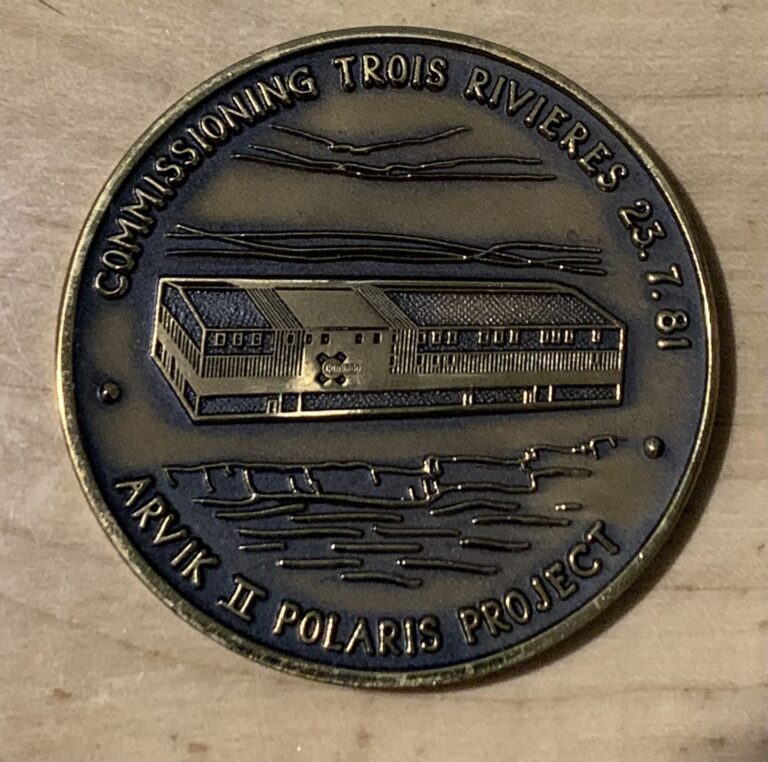 COMMISSIONING TROIS RIVIERES 23.7.81
ARVIK II POLARIS PROJECT